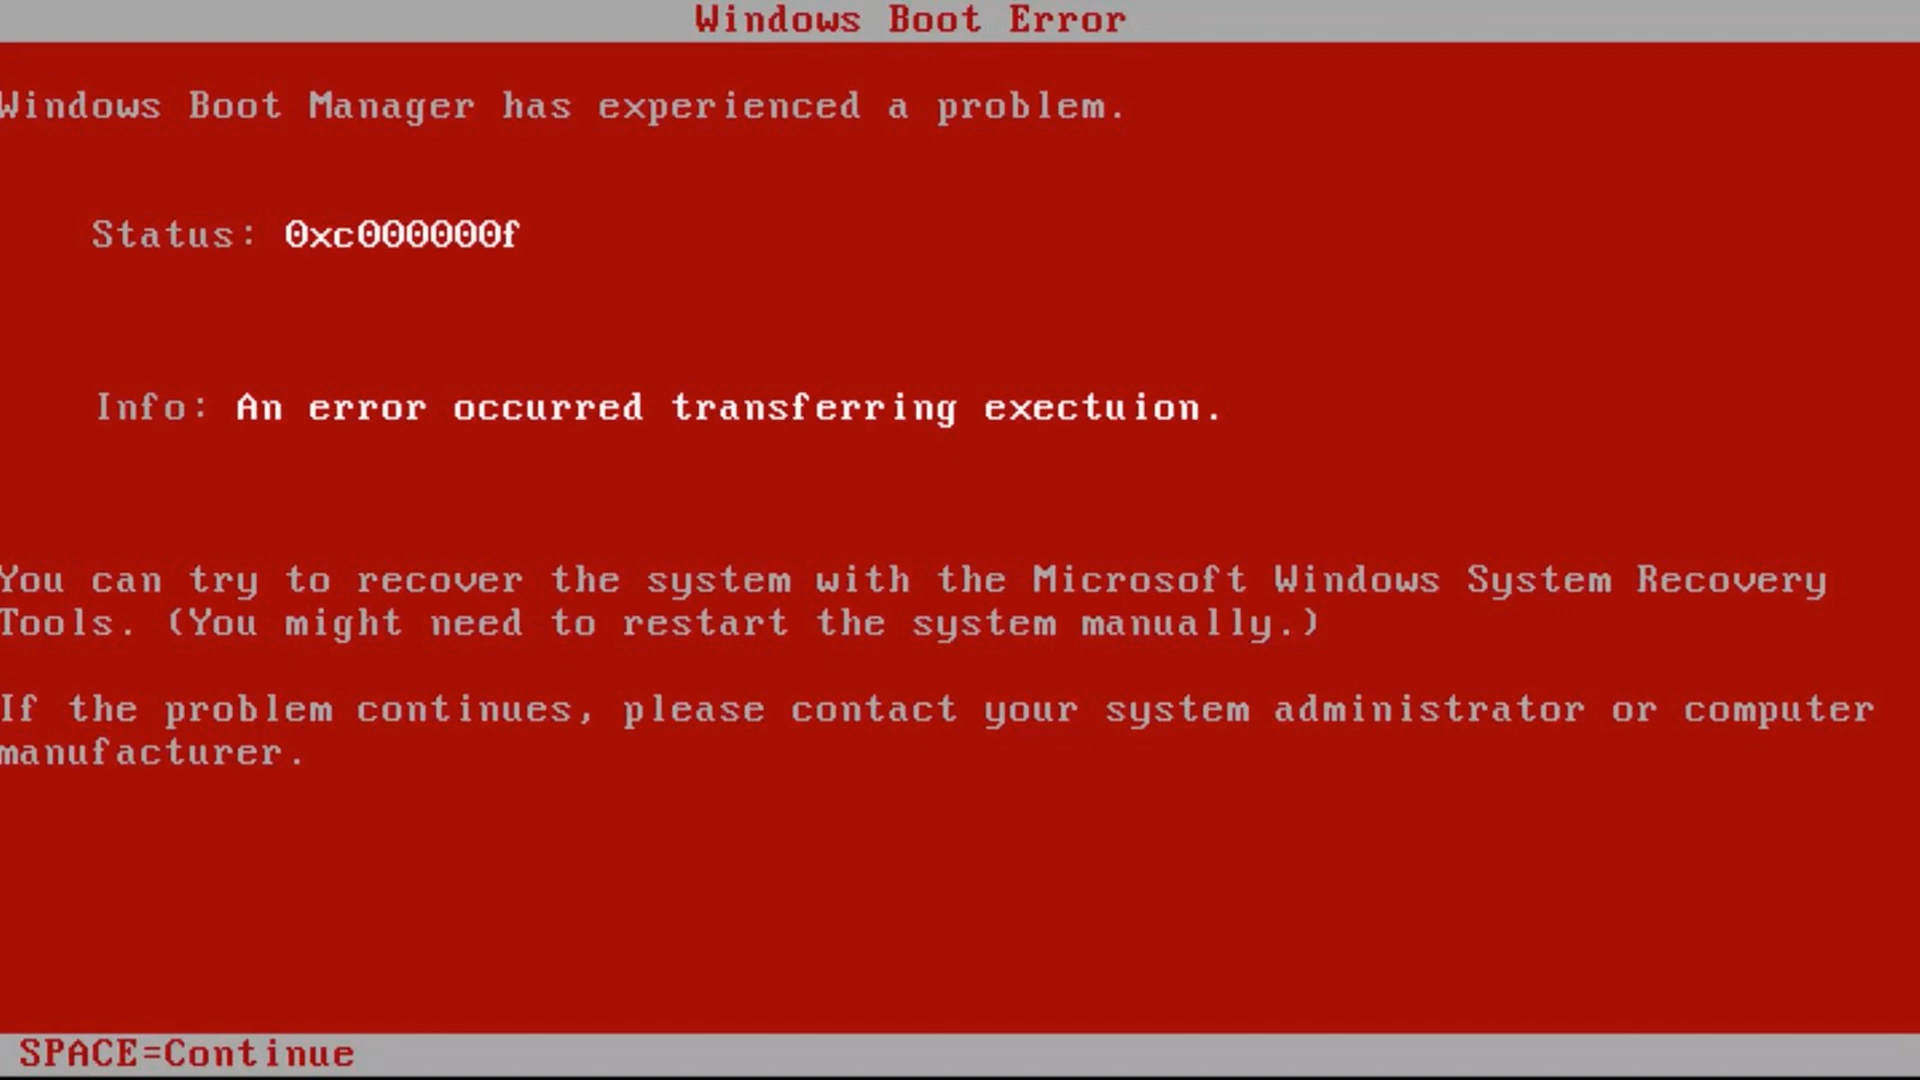 Windows Boot Error
Windows Boot Manager has experienced a problem.
Status: 0xc000000f
Info: An error occurred transferring exectuion.
You can try to recover the system with the Microsoft Windows System Recovery
Tools. (You might need to restart the system manually.)
If the problem continues, please contact your system administrator or computer
manufacturer.
SPACE=Continue